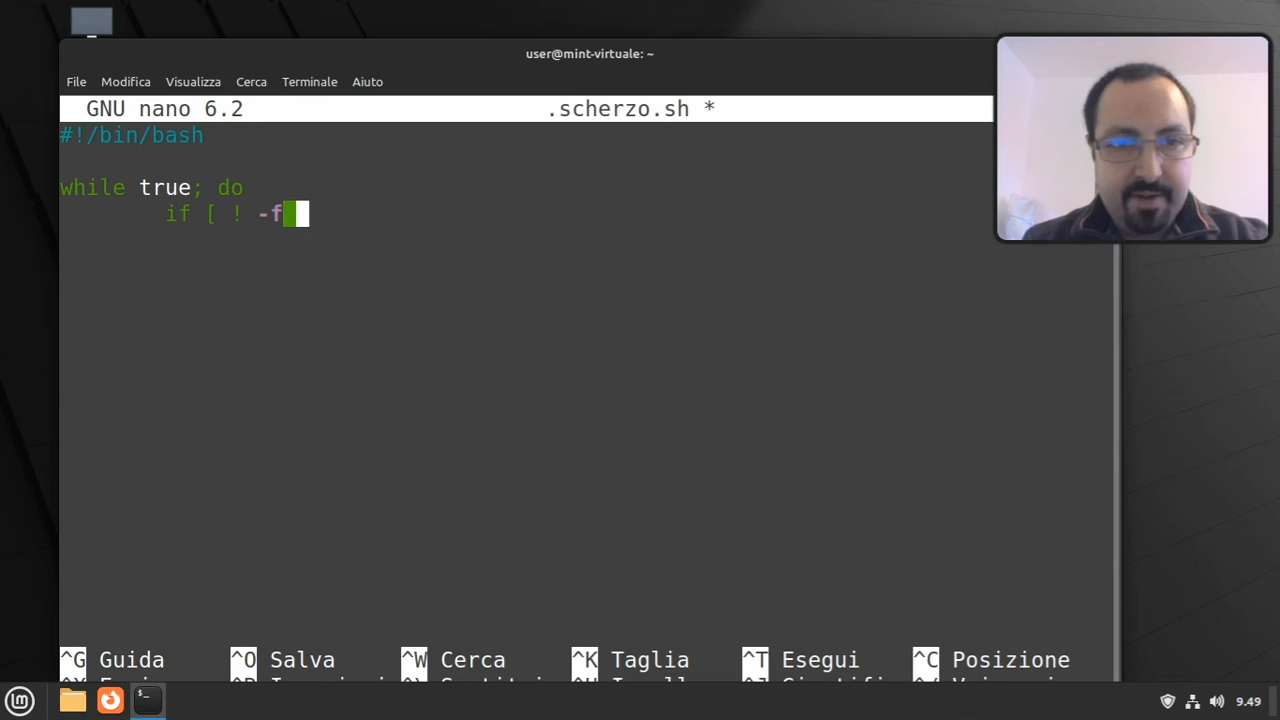 user@mint-virtuale: ~
File Modifica Visualizza Cerca Terminale Aiuto
GNU nano 6.2 .scherzo.sh *
#!/bin/bash
while true; do
if [ ! -f
^G Guida ^O Salva ^W Cerca ^K Taglia ^T Esegui ^C Posizione
9.49